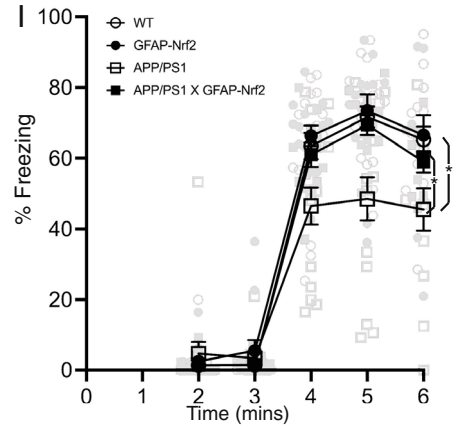 I
WT
GFAP-Nrf2
APP/PS1
APP/PS1 X GFAP-Nrf2
% Freezing
100
80
60
40
20
0
* *
0 1 2 3 4 5 6
Time (mins)